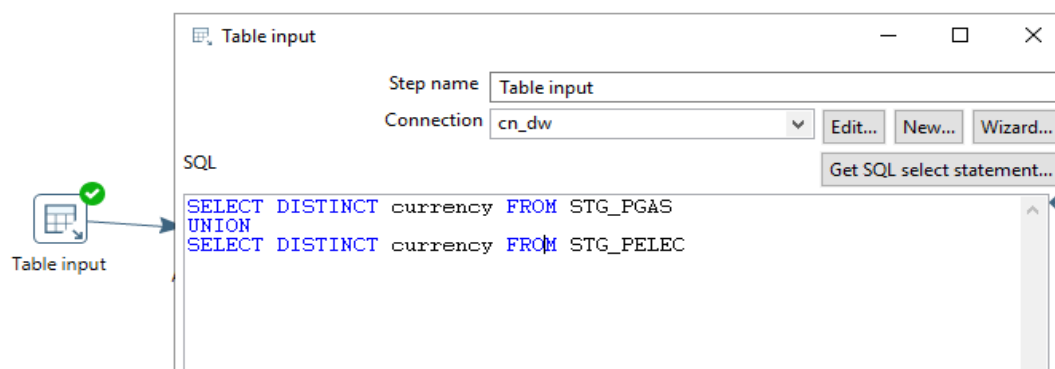 Table input
Step name Table input
Connection cn_dw Edit... New... Wizard...
SQL
Get SQL select statement...
SELECT DISTINCT currency FROM STG_PGAS
UNION
SELECT DISTINCT currency FROM STG_PELEC
Table input